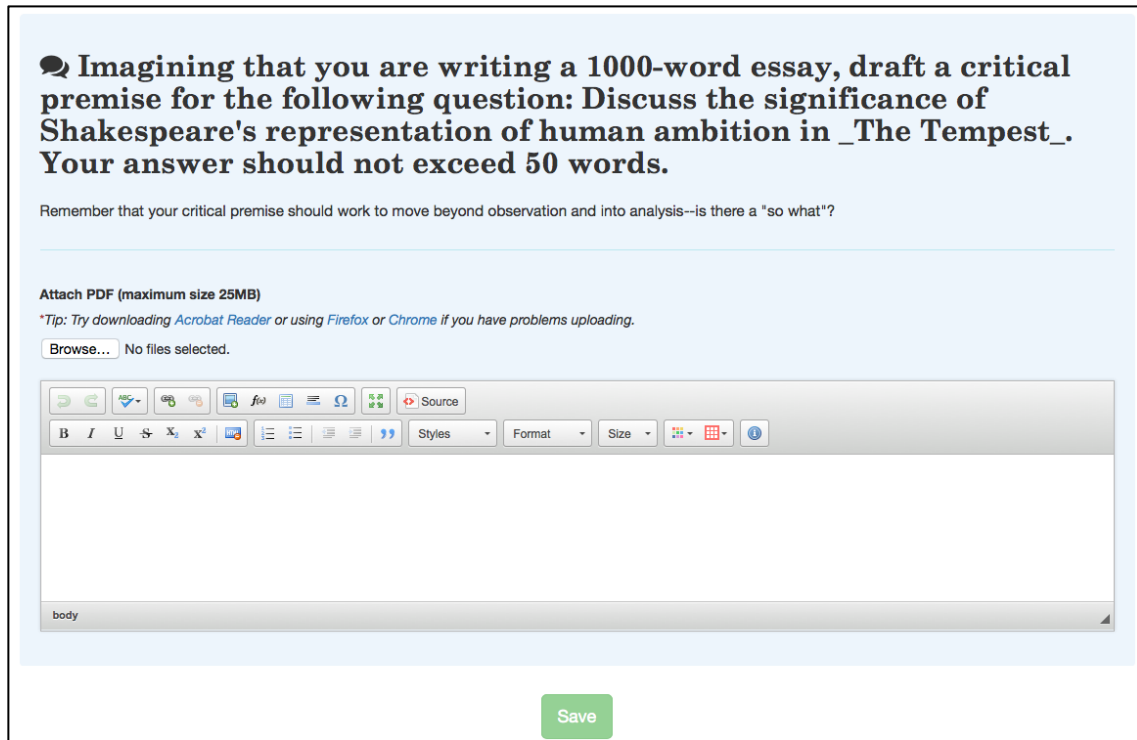 Imagining that you are writing a 1000-word essay, draft a critical
premise for the following question: Discuss the significance of
Shakespeare's representation of human ambition in _The Tempest_.
Your answer should not exceed 50 words.
Remember that your critical premise should work to move beyond observation and into analysis--is there a "so what"?
Attach PDF (maximum size 25MB)
*Tip: Try downloading Acrobat Reader or using Firefox or Chrome if you have problems uploading.
Browse... No files selected.
ABC f(x) Ω Source
B I U S X₂ X² Styles Format Size
body
Save